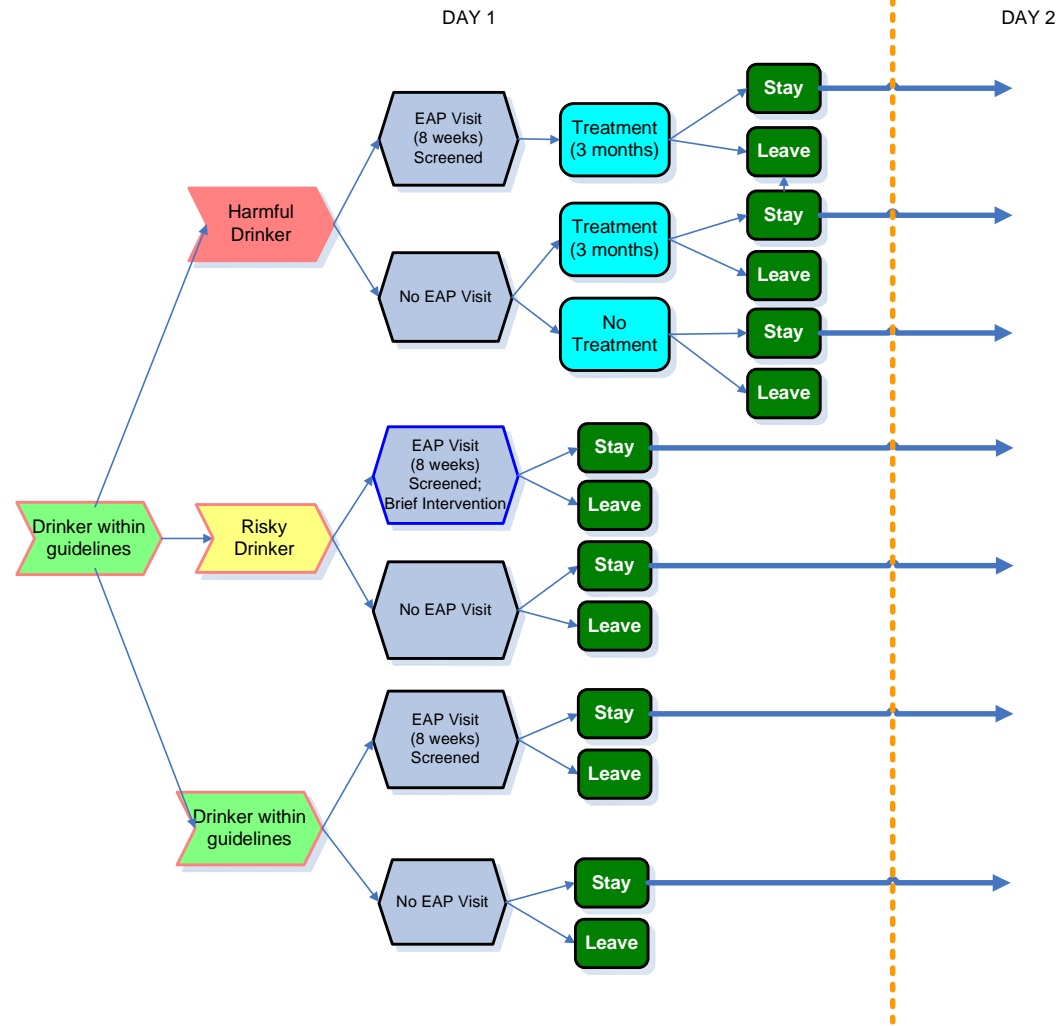 DAY 1
DAY 2
EAP Visit
(8 weeks)
Screened
Treatment
(3 months)
Stay
Leave
Harmful
Drinker
No EAP Visit
Treatment
(3 months)
Stay
Leave
No
Treatment
Stay
Leave
Drinker within
guidelines
Risky
Drinker
EAP Visit
(8 weeks)
Screened;
Brief Intervention
Stay
Leave
No EAP Visit
Stay
Leave
Drinker within
guidelines
EAP Visit
(8 weeks)
Screened
Stay
Leave
No EAP Visit
Stay
Leave